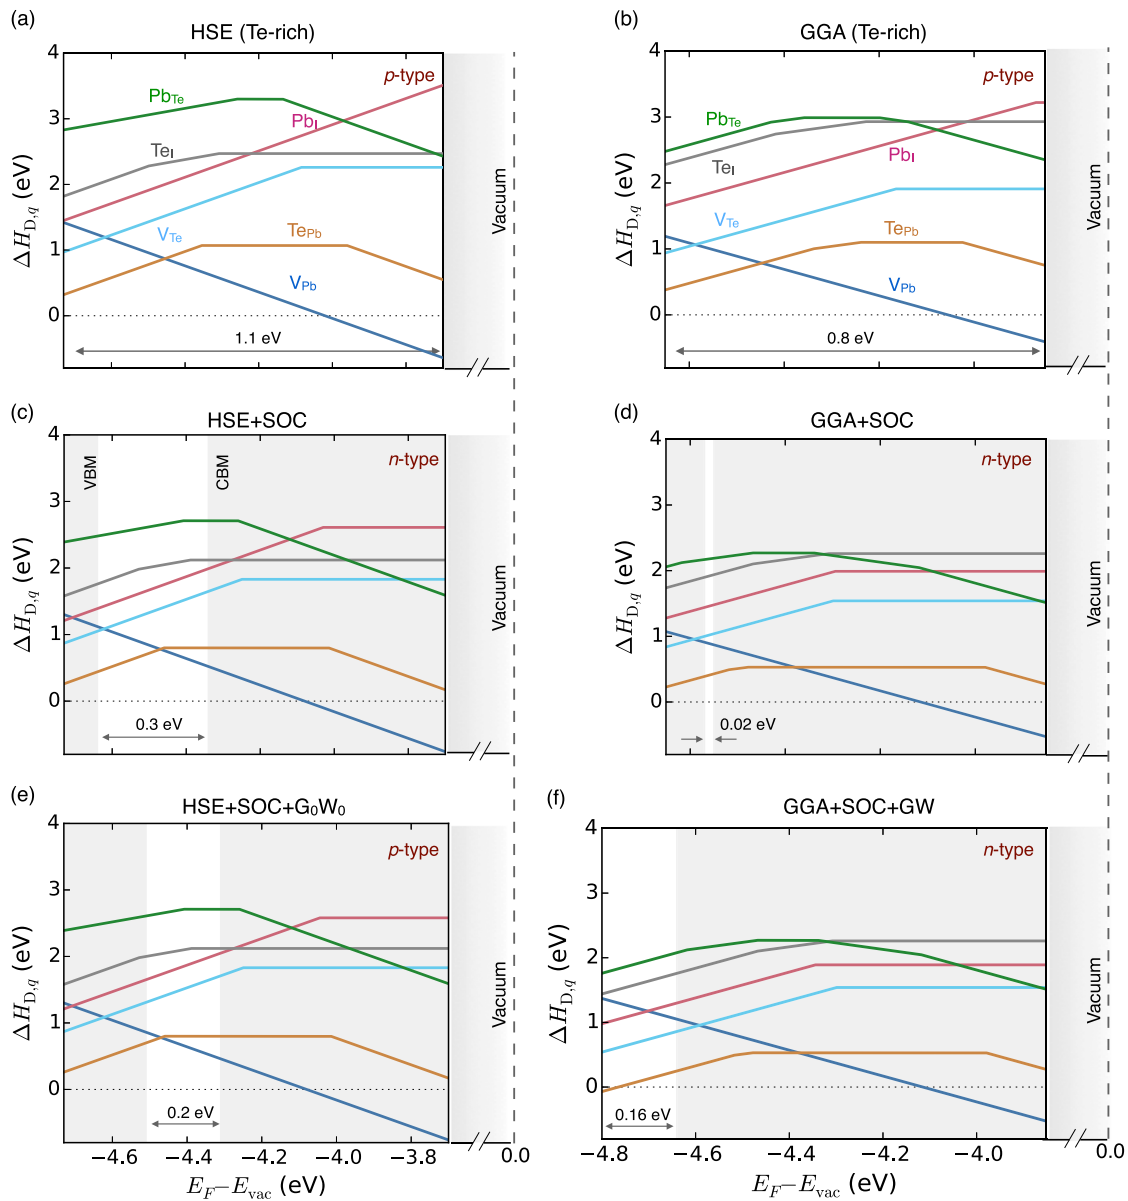 (a)
HSE (Te-rich)
4
3
2
1
0
ΔH_D,q (eV)
p-type
Pb_Te
Pb_I
Te_I
V_Te
Te_Pb
V_Pb
1.1 eV
Vacuum
(b)
GGA (Te-rich)
4
3
2
1
0
ΔH_D,q (eV)
p-type
Pb_Te
Te_I
Pb_I
V_Te
Te_Pb
V_Pb
0.8 eV
Vacuum
(c)
HSE+SOC
4
3
2
1
0
ΔH_D,q (eV)
VBM
CBM
n-type
0.3 eV
Vacuum
(d)
GGA+SOC
4
3
2
1
0
ΔH_D,q (eV)
n-type
0.02 eV
Vacuum
(e)
HSE+SOC+G₀W₀
4
3
2
1
0
ΔH_D,q (eV)
p-type
0.2 eV
Vacuum
−4.6 −4.4 −4.2 −4.0 −3.8 0.0
E_F−E_vac (eV)
(f)
GGA+SOC+GW
4
3
2
1
0
ΔH_D,q (eV)
n-type
0.16 eV
Vacuum
−4.8 −4.6 −4.4 −4.2 −4.0 0.0
E_F−E_vac (eV)